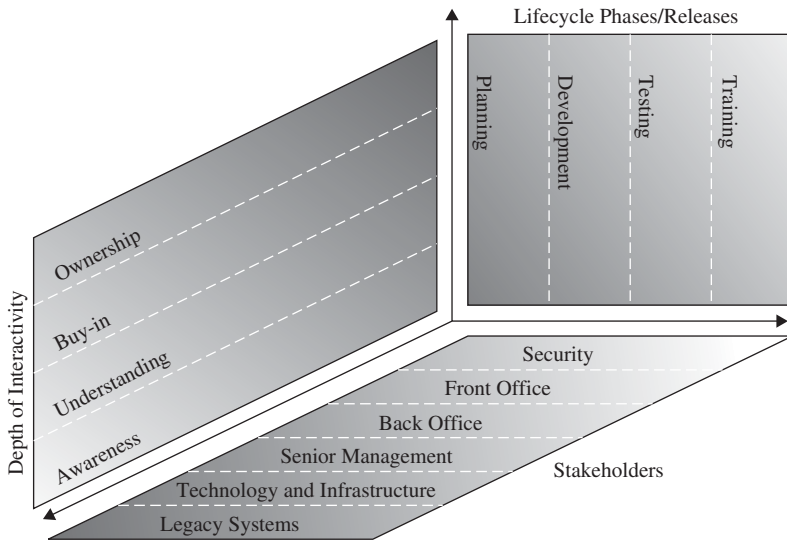 Lifecycle Phases/Releases
Planning
Development
Testing
Training
Depth of Interactivity
Ownership
Buy-in
Understanding
Awareness
Security
Front Office
Back Office
Senior Management
Technology and Infrastructure
Legacy Systems
Stakeholders